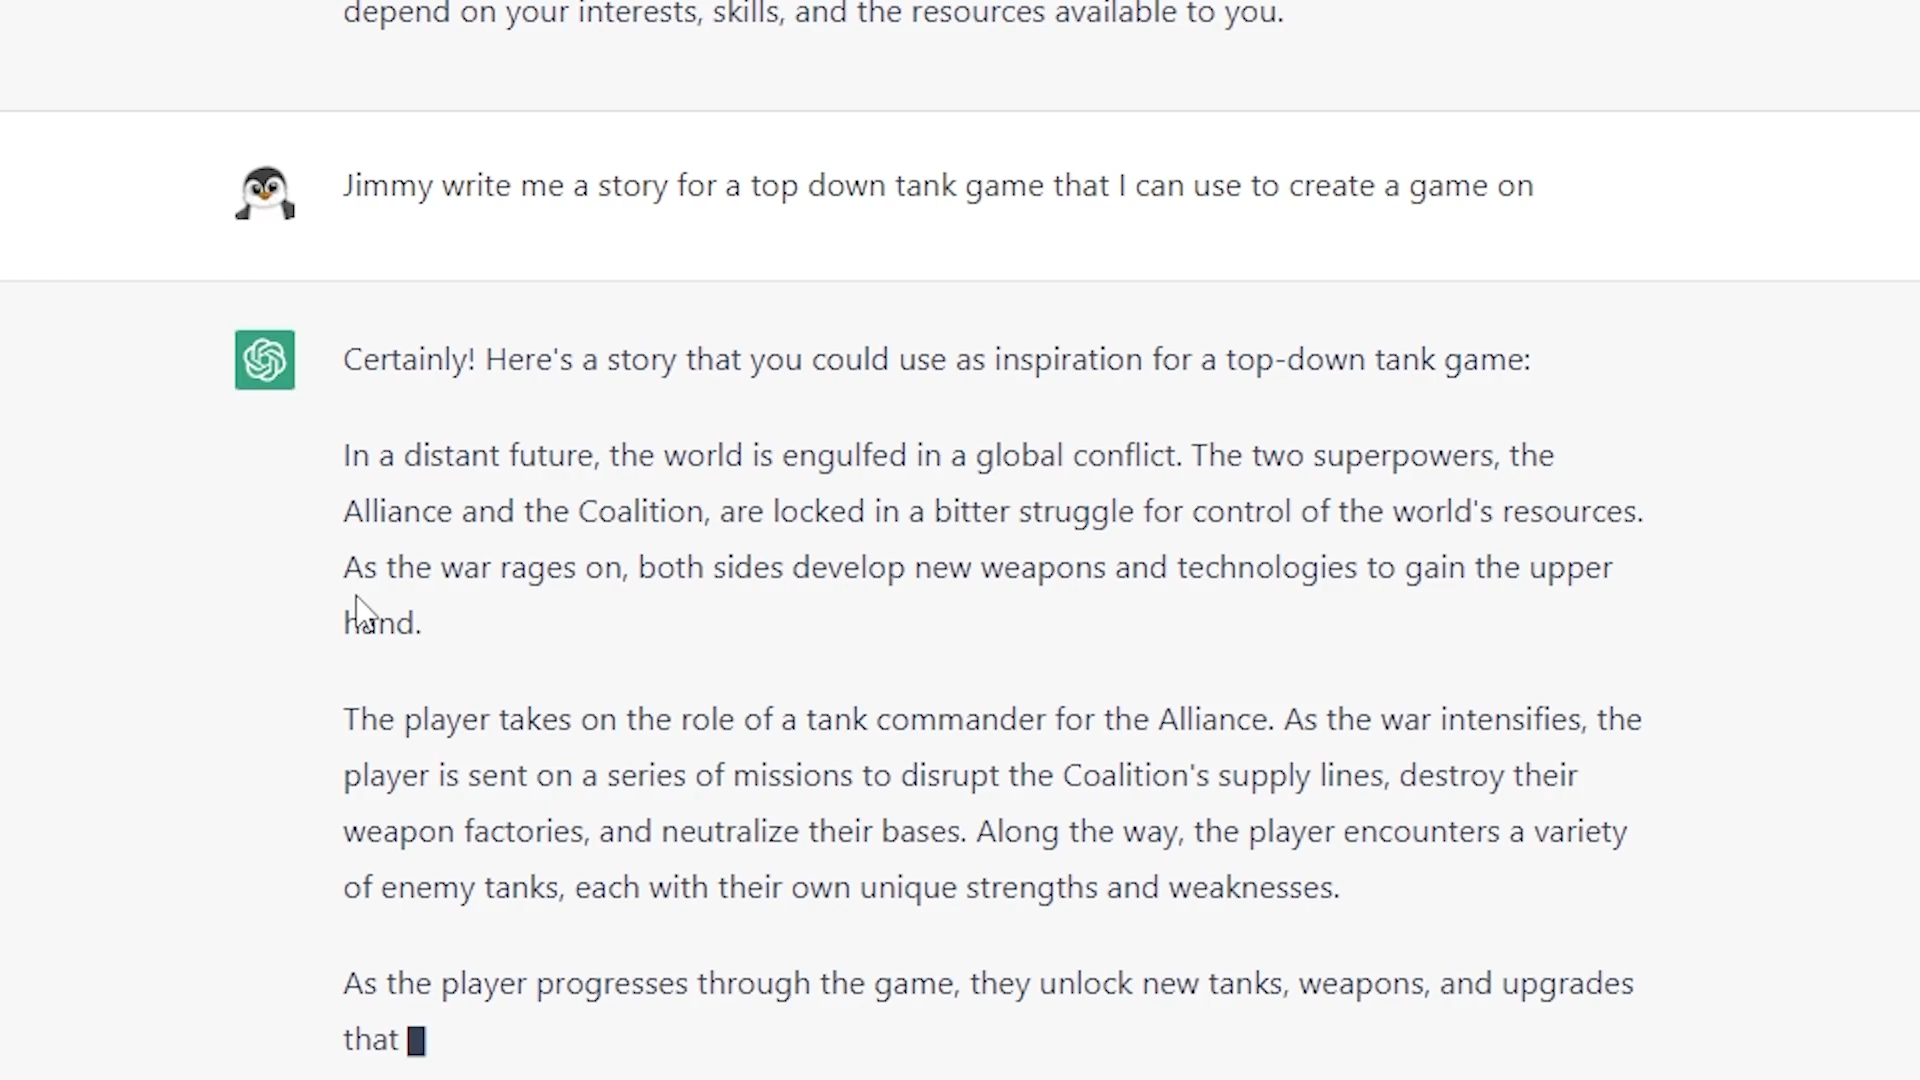 depend on your interests, skills, and the resources available to you.
Jimmy write me a story for a top down tank game that I can use to create a game on
Certainly! Here's a story that you could use as inspiration for a top-down tank game:
In a distant future, the world is engulfed in a global conflict. The two superpowers, the
Alliance and the Coalition, are locked in a bitter struggle for control of the world's resources.
As the war rages on, both sides develop new weapons and technologies to gain the upper
hand.
The player takes on the role of a tank commander for the Alliance. As the war intensifies, the
player is sent on a series of missions to disrupt the Coalition's supply lines, destroy their
weapon factories, and neutralize their bases. Along the way, the player encounters a variety
of enemy tanks, each with their own unique strengths and weaknesses.
As the player progresses through the game, they unlock new tanks, weapons, and upgrades
that